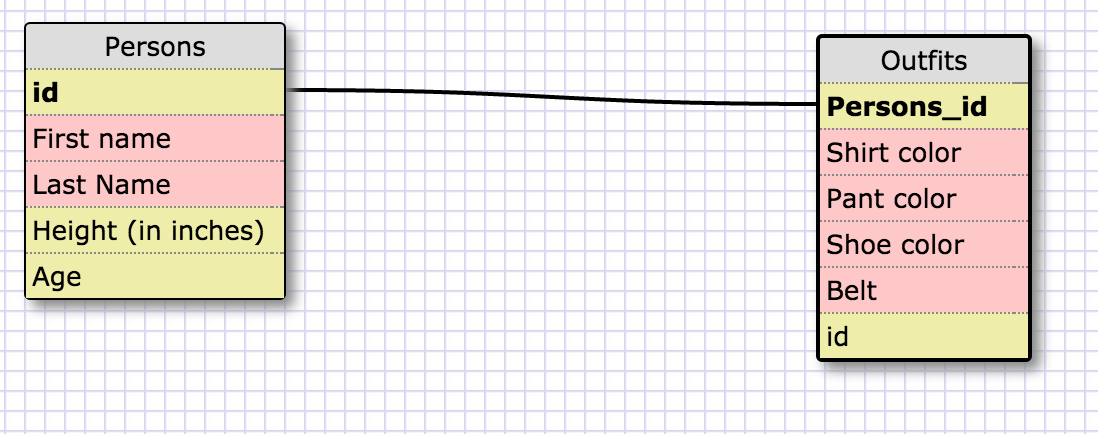 Persons
id
First name
Last Name
Height (in inches)
Age
Outfits
Persons_id
Shirt color
Pant color
Shoe color
Belt
id